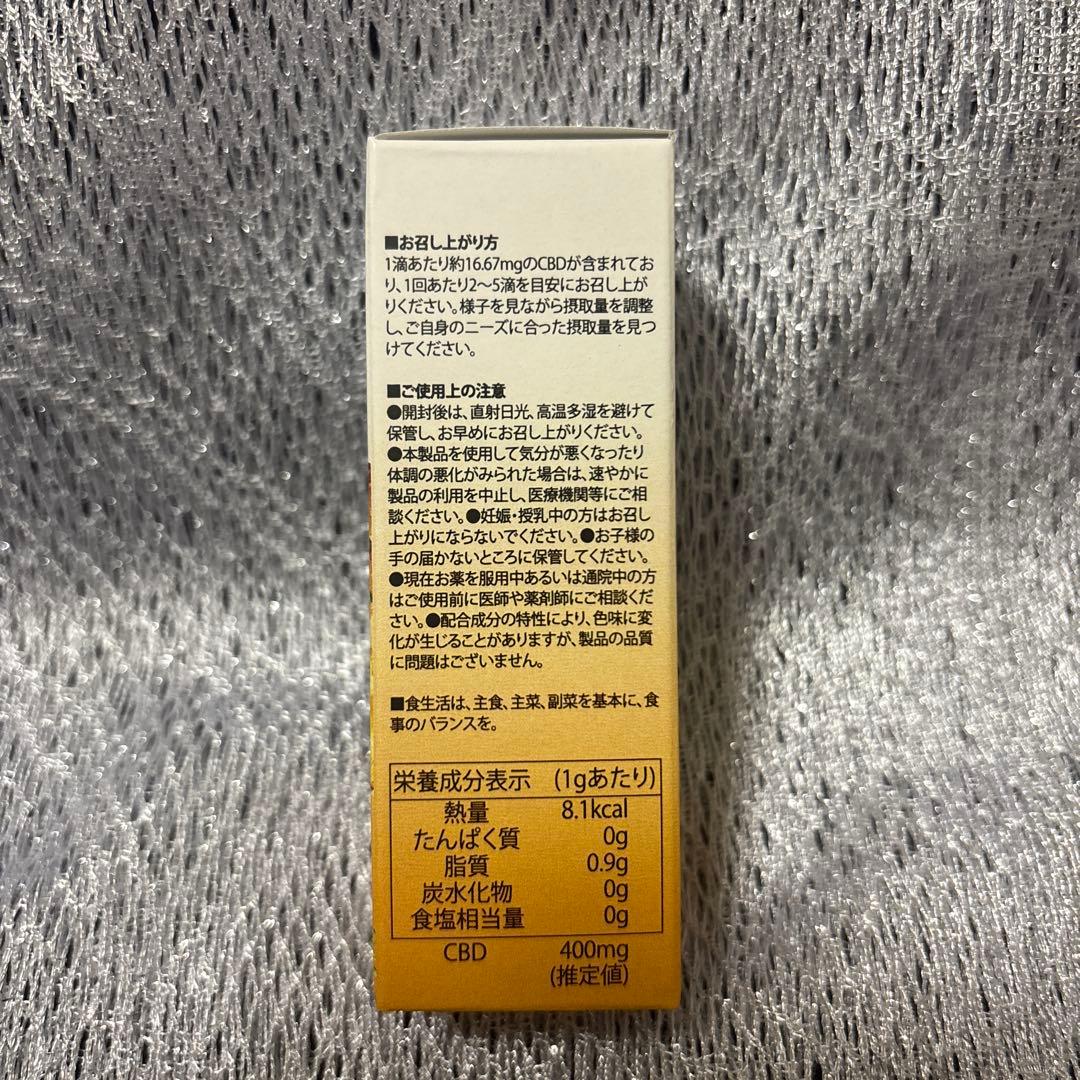 ■お召し上がり方
1滴あたり約16.67mgのCBDが含まれてお
り、1回あたり2〜5滴を目安にお召し上が
りください。様子を見ながら摂取量を調整
し、ご自身のニーズに合った摂取量を見つ
けてください。
■ご使用上の注意
●開封後は、直射日光、高温多湿を避けて
保管し、お早めにお召し上がりください。
●本製品を使用して気分が悪くなったり
体調の悪化がみられた場合は、速やかに
製品の利用を中止し、医療機関等にご相
談ください。●妊娠・授乳中の方はお召し
上がりにならないでください。●お子様の
手の届かないところに保管してください。
●現在お薬を服用中あるいは通院中の方
はご使用前に医師や薬剤師にご相談くだ
さい。●配合成分の特性により、色味に変
化が生じることがありますが、製品の品質
に問題はございません。
■食生活は、主食、主菜、副菜を基本に、食
事のバランスを。
栄養成分表示 (1gあたり)
熱量 8.1kcal
たんぱく質 0g
脂質 0.9g
炭水化物 0g
食塩相当量 0g
CBD 400mg
(推定値)